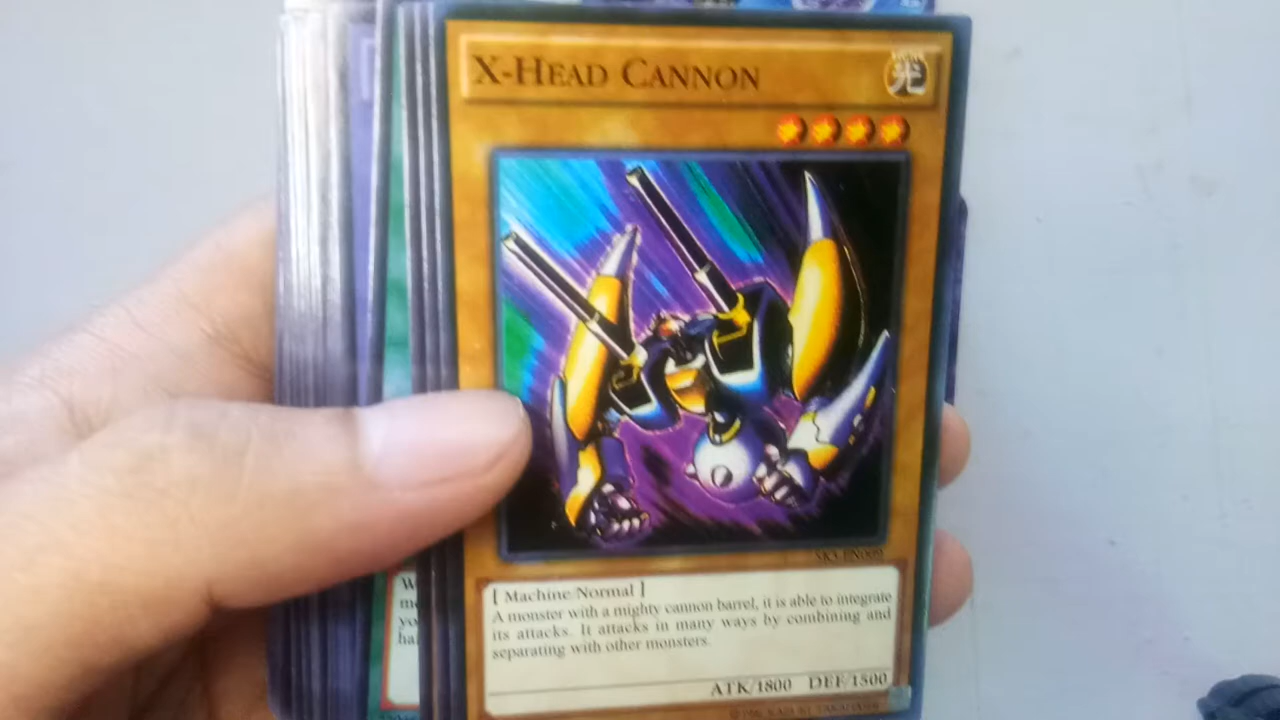 X-HEAD CANNON
光
[ Machine/Normal ]
A monster with a mighty cannon barrel, it is able to integrate
its attacks. It attacks in many ways by combining and
separating with other monsters.
ATK/1800 DEF/1500